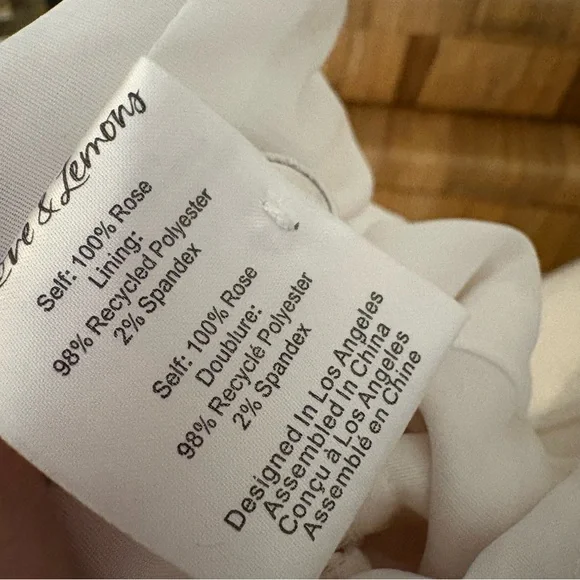 & Lemons
Self: 100% Rose
Lining:
98% Recycled Polyester
2% Spandex
Self: 100% Rose
Doublure:
98% Recyclé Polyester
2% Spandex
Designed In Los Angeles
Assembled In China
Conçu à Los Angeles
Assemblé en Chine